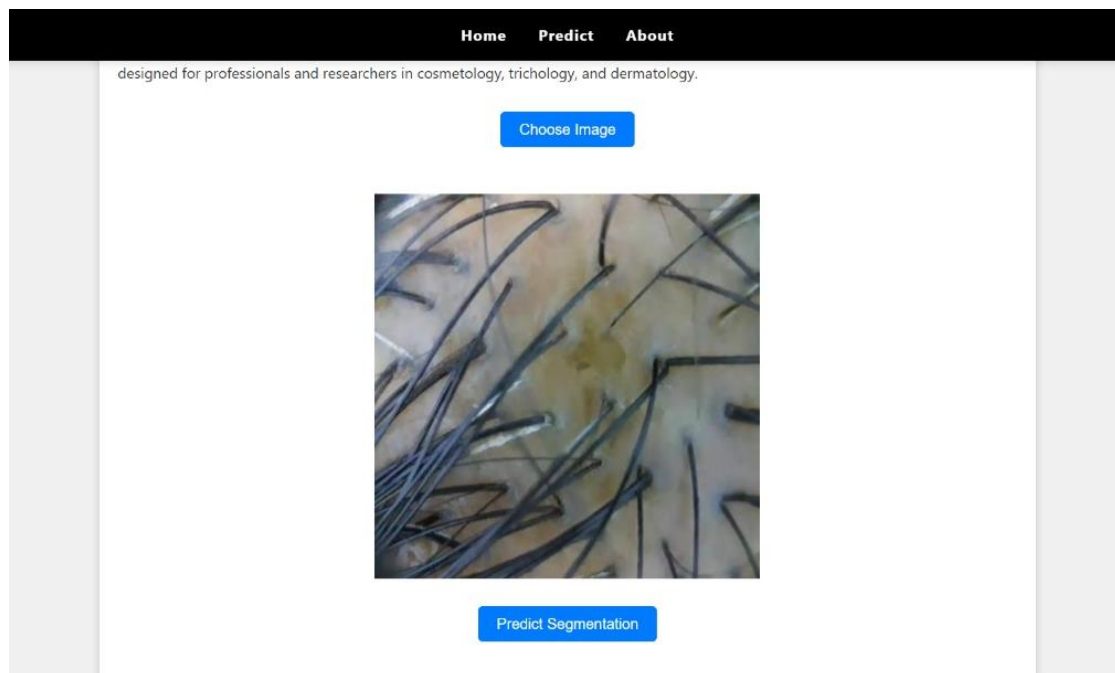 Home Predict About
designed for professionals and researchers in cosmetology, trichology, and dermatology.
Choose Image
Predict Segmentation